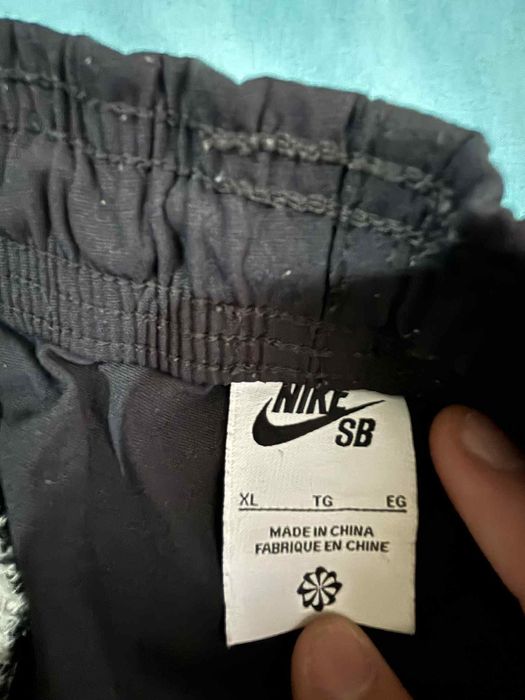 NIKE
SB
XL TG EG
MADE IN CHINA
FABRIQUE EN CHINE